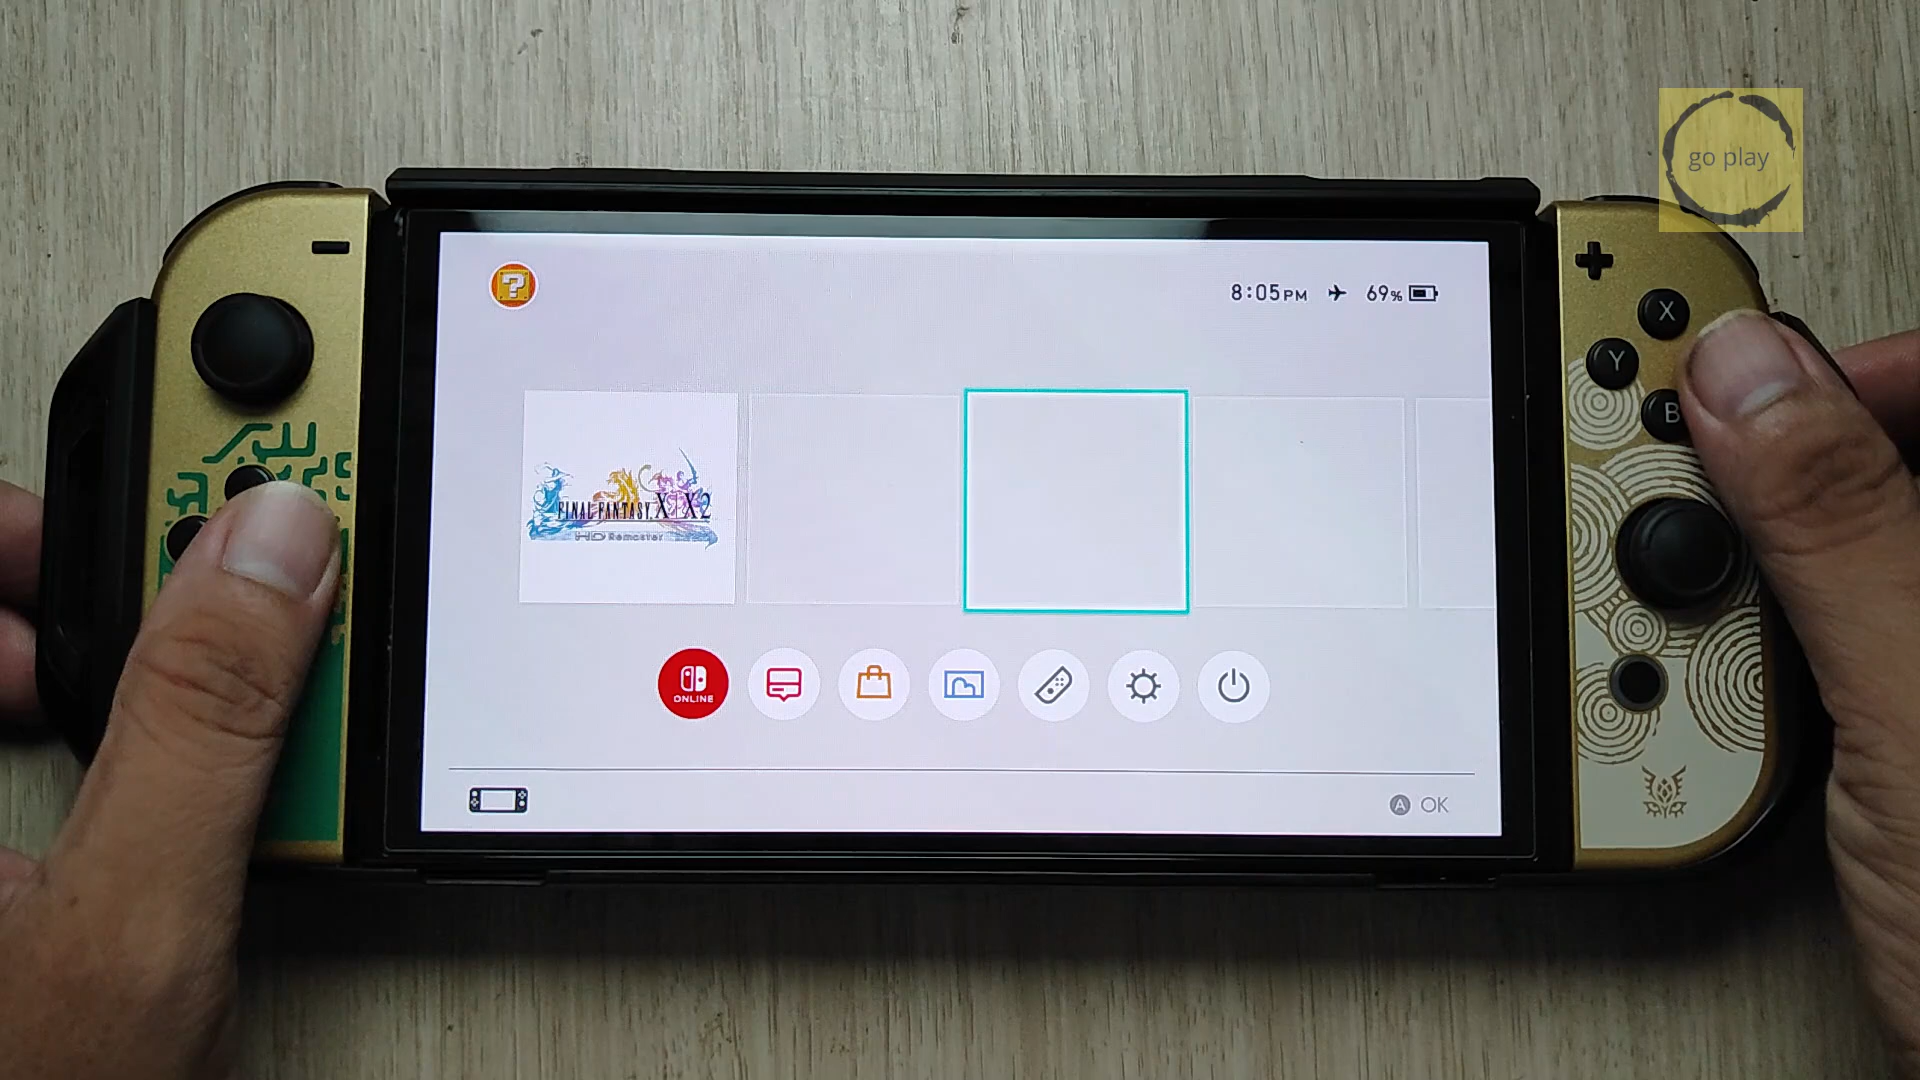 go play
8:05PM 69%
X
Y
B
FINAL FANTASY X X-2
HD Remaster
ONLINE
A OK